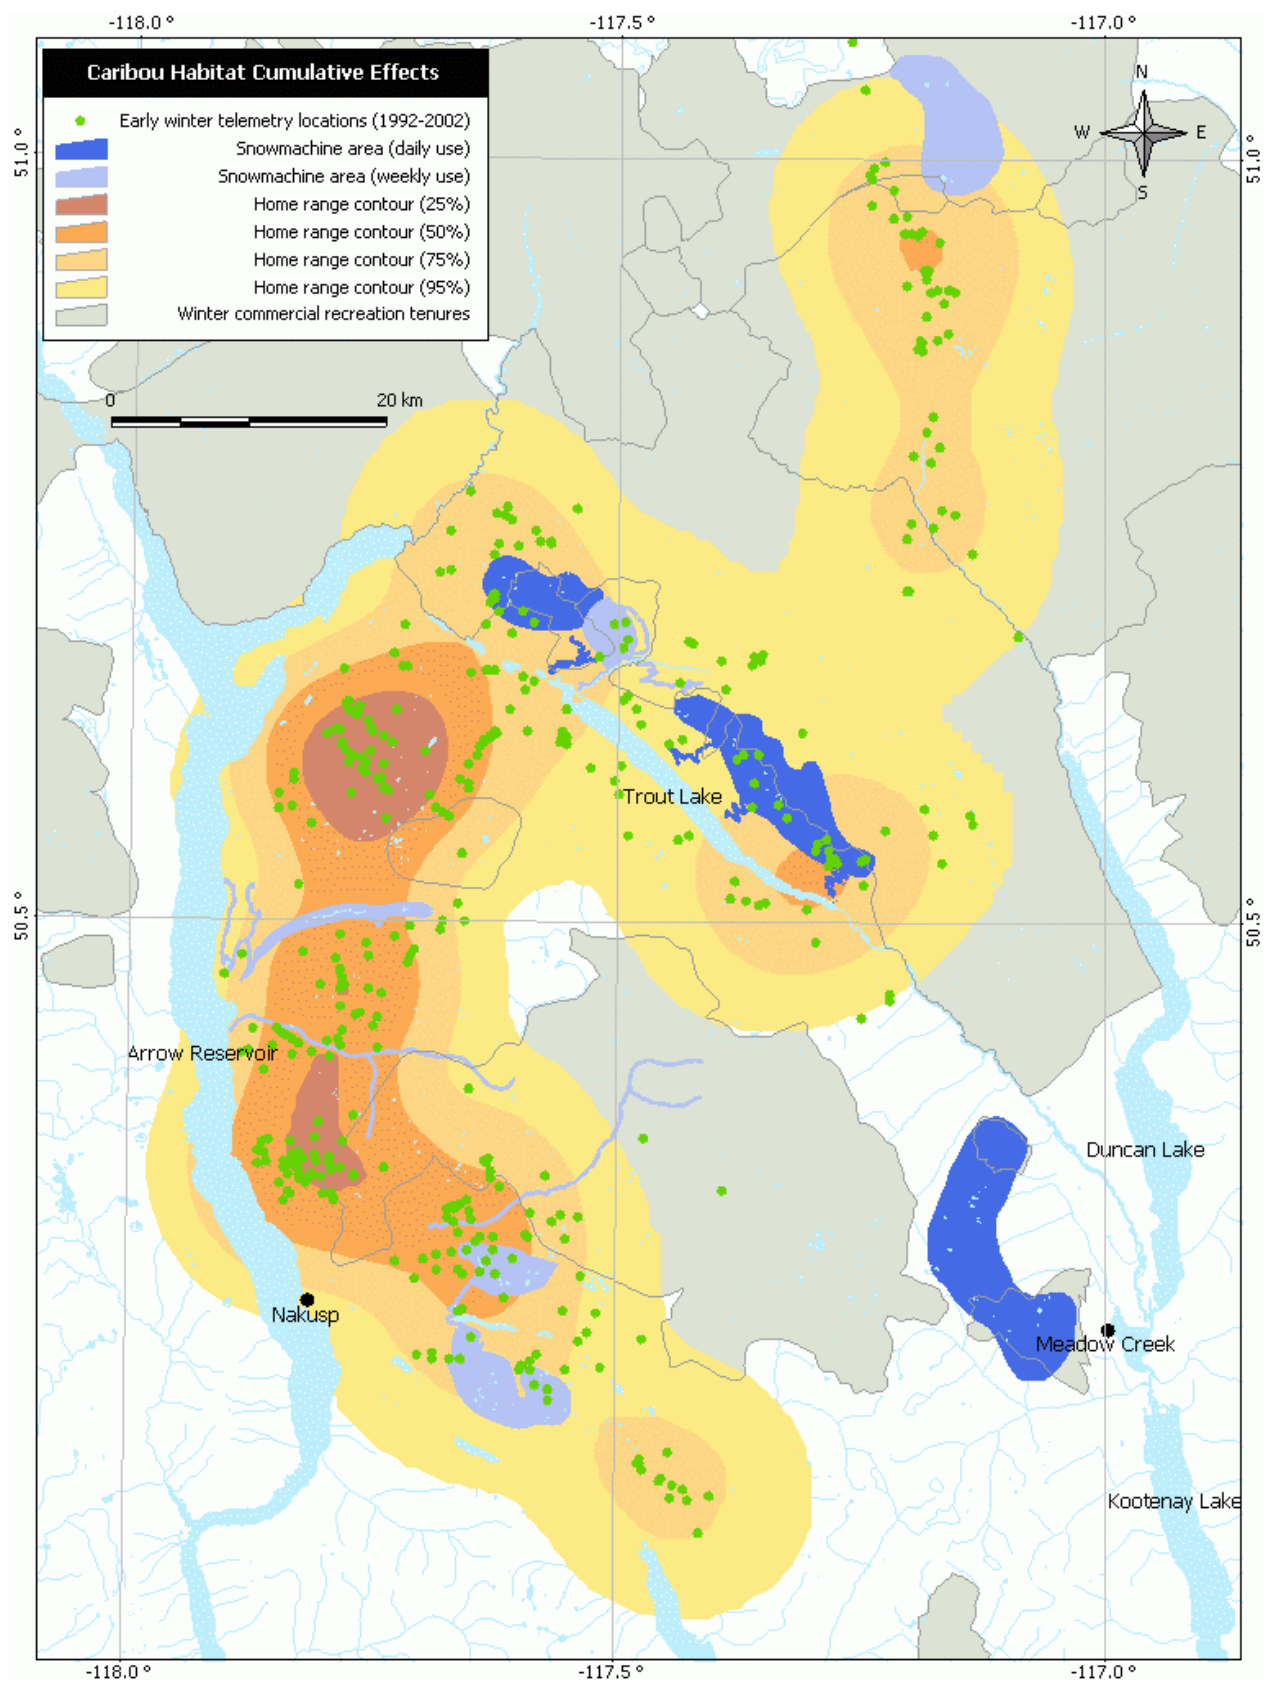 -118.0 °
-117.5 °
-117.0 °
Caribou Habitat Cumulative Effects
Early winter telemetry locations (1992-2002)
Snowmachine area (daily use)
Snowmachine area (weekly use)
Home range contour (25%)
Home range contour (50%)
Home range contour (75%)
Home range contour (95%)
Winter commercial recreation tenures
N
W
E
S
51.0 °
51.0 °
0
20 km
Trout Lake
50.5 °
50.5 °
Arrow Reservoir
Duncan Lake
Nakusp
Meadow Creek
Kootenay Lake
-118.0 °
-117.5 °
-117.0 °